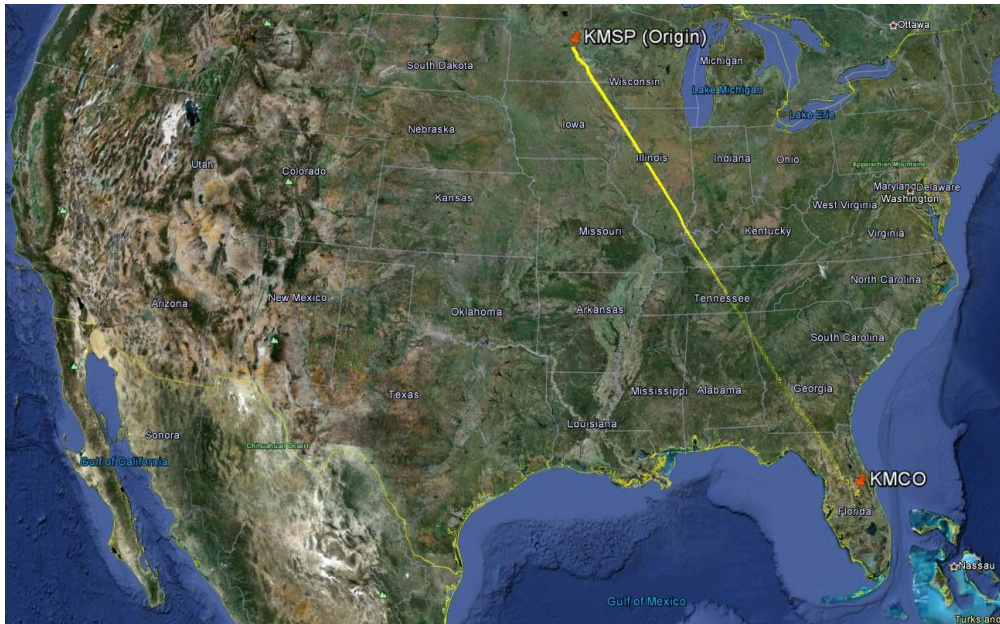 Ottawa
KMSP (Origin)
Michigan
South Dakota
Wisconsin
Lake Michigan
Lake Erie
Iowa
Nebraska
Illinois
Indiana
Ohio
Utah
Colorado
Appalachian Mountains
Maryland
Delaware
Kansas
Washington
West Virginia
Missouri
Kentucky
Virginia
North Carolina
New Mexico
Tennessee
Arizona
Oklahoma
Arkansas
South Carolina
Mississippi
Alabama
Georgia
Texas
Louisiana
Sonora
Chihuahuan Desert
Gulf of California
KMCO
Florida
Nassau
Gulf of Mexico
Turks and